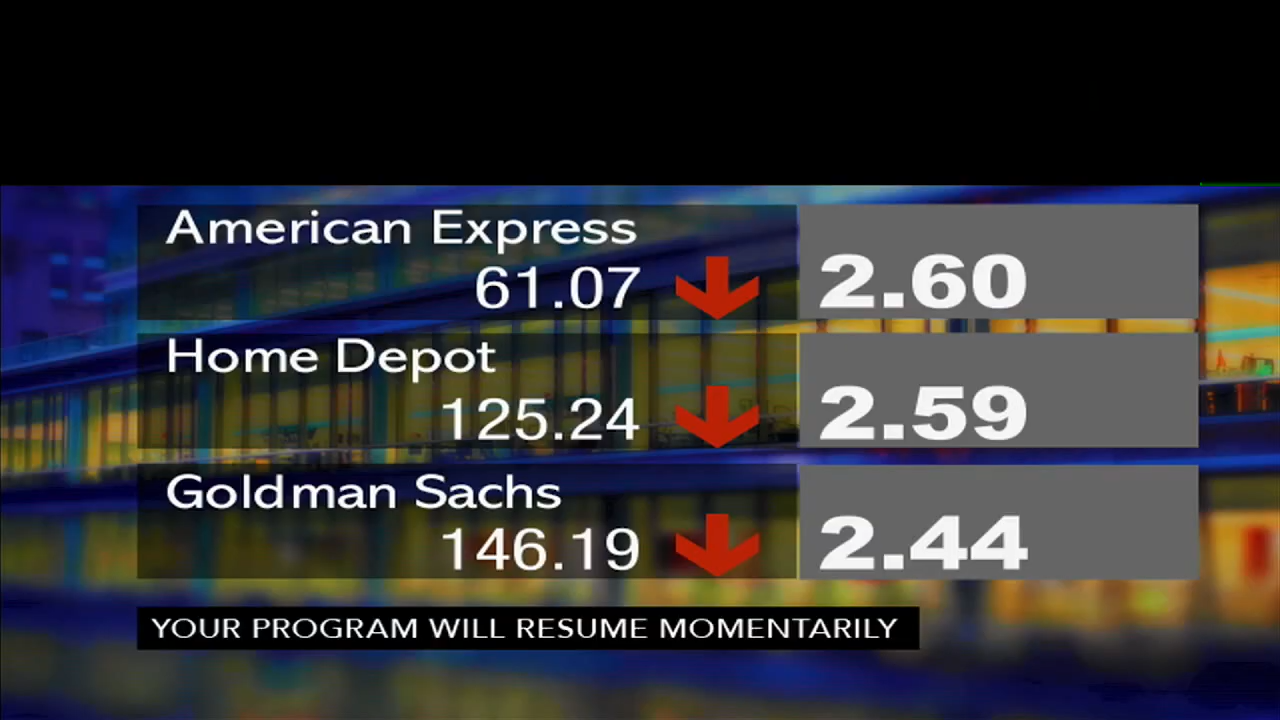 American Express
61.07 2.60
Home Depot
125.24 2.59
Goldman Sachs
146.19 2.44
YOUR PROGRAM WILL RESUME MOMENTARILY